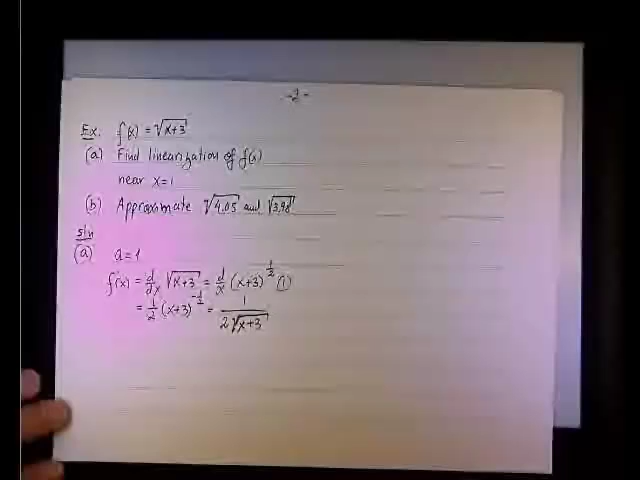 Ex. f(x) = √x+3
(a) Find linearization of f(x)
near x=1
(b) Approximate √4.05 and √3.98
sln
(a) a=1
f'(x) = d/dx √x+3 = d/x (x+3)^1/2 (1)
= 1/2 (x+3)^-1/2 = 1/2√x+3